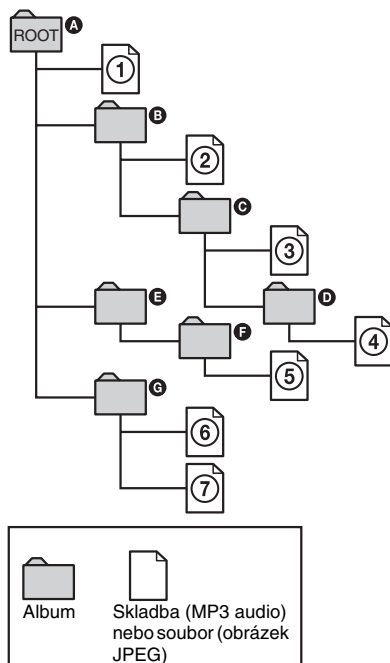 ROOT A
1
B
2
C
3
E
D
F
4
5
G
6
7
Album
Skladba (MP3 audio)
nebo soubor (obrázek
JPEG)